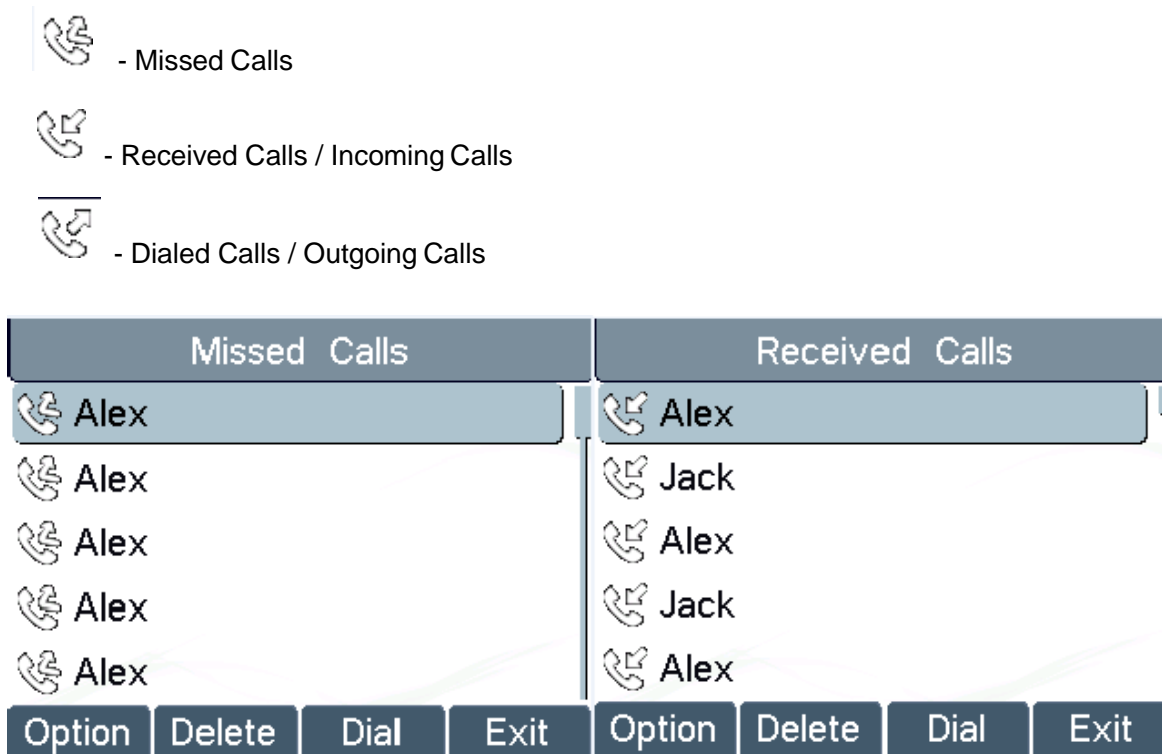 - Missed Calls
- Received Calls / Incoming Calls
- Dialed Calls / Outgoing Calls
Missed Calls
Alex
Alex
Alex
Alex
Alex
Option Delete Dial Exit
Received Calls
Alex
Jack
Alex
Jack
Alex
Option Delete Dial Exit